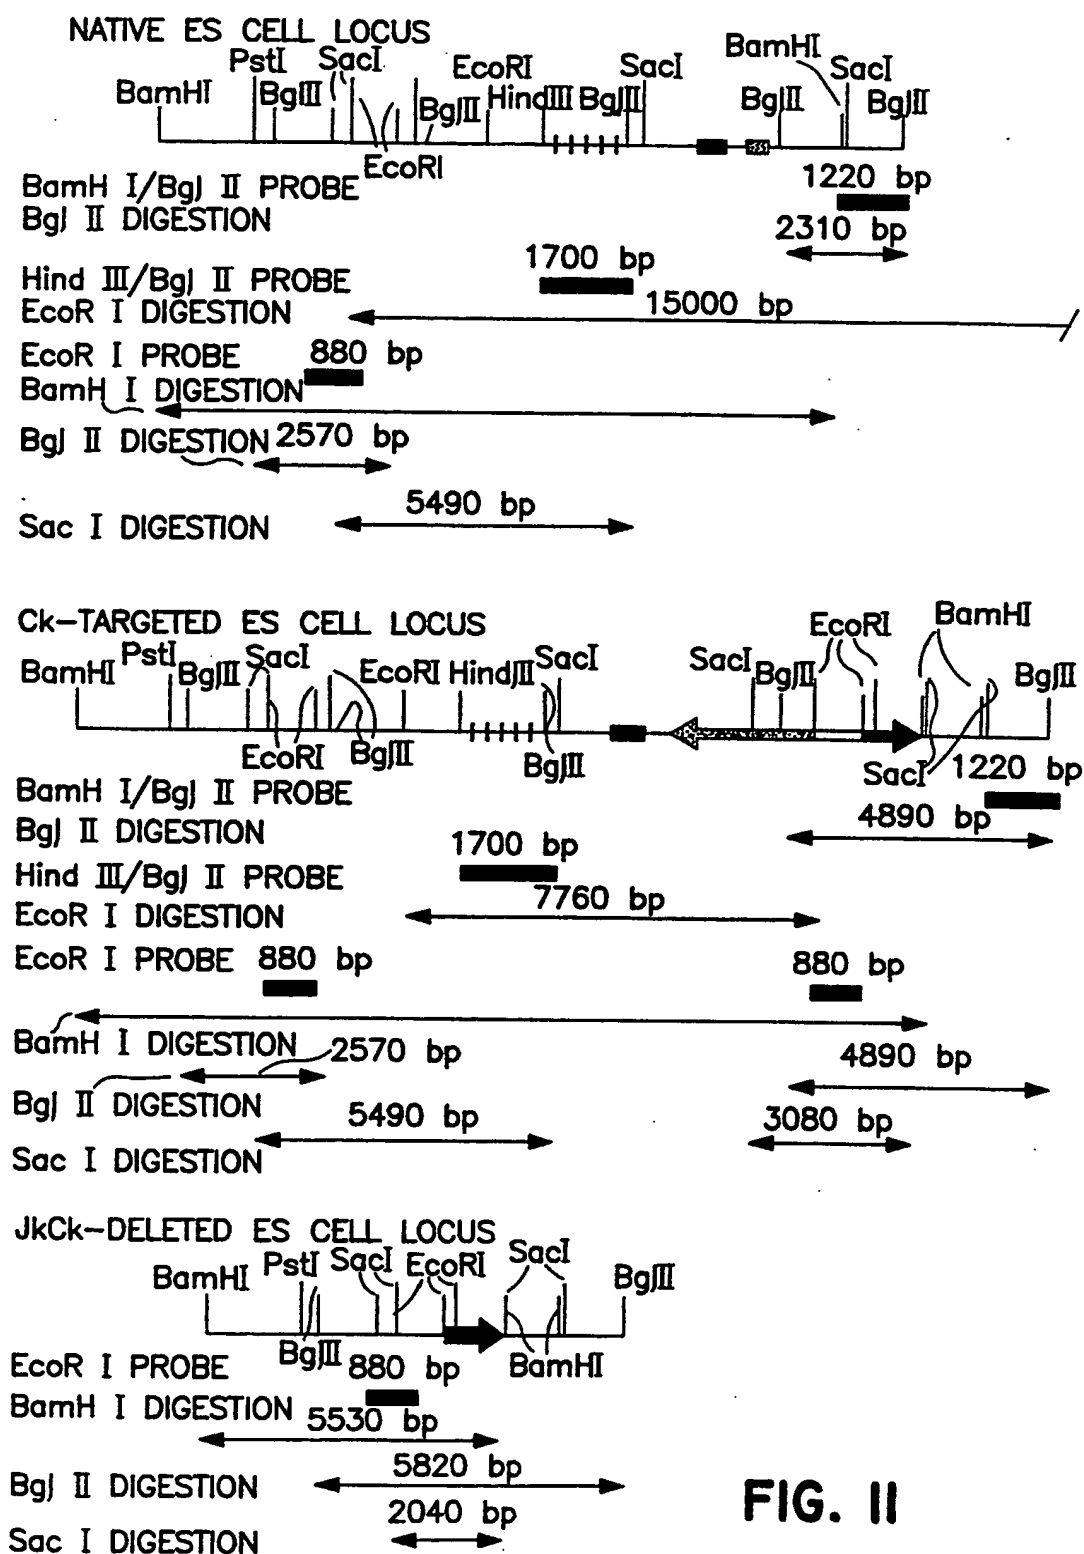 NATIVE ES CELL LOCUS
BamHI PstI BglII SacI EcoRI BglII EcoRI HindIII BglII SacI BglII BamHI SacI BglII
BamH I/Bgl II PROBE 1220 bp
Bgl II DIGESTION 2310 bp
Hind III/Bgl II PROBE 1700 bp
EcoR I DIGESTION 15000 bp
EcoR I PROBE 880 bp
BamH I DIGESTION
Bgl II DIGESTION 2570 bp
Sac I DIGESTION 5490 bp
Ck-TARGETED ES CELL LOCUS
BamHI PstI BglII SacI EcoRI BglII EcoRI HindIII BglII SacI SacI BglII EcoRI SacI BamHI BglII
BamH I/Bgl II PROBE 1220 bp
Bgl II DIGESTION 4890 bp
Hind III/Bgl II PROBE 1700 bp
EcoR I DIGESTION 7760 bp
EcoR I PROBE 880 bp 880 bp
BamH I DIGESTION
Bgl II DIGESTION 2570 bp 4890 bp
Sac I DIGESTION 5490 bp 3080 bp
JkCk-DELETED ES CELL LOCUS
BamHI PstI BglII SacI EcoRI SacI BamHI BglII
EcoR I PROBE 880 bp
BamH I DIGESTION 5530 bp
Bgl II DIGESTION 5820 bp
Sac I DIGESTION 2040 bp
FIG. II